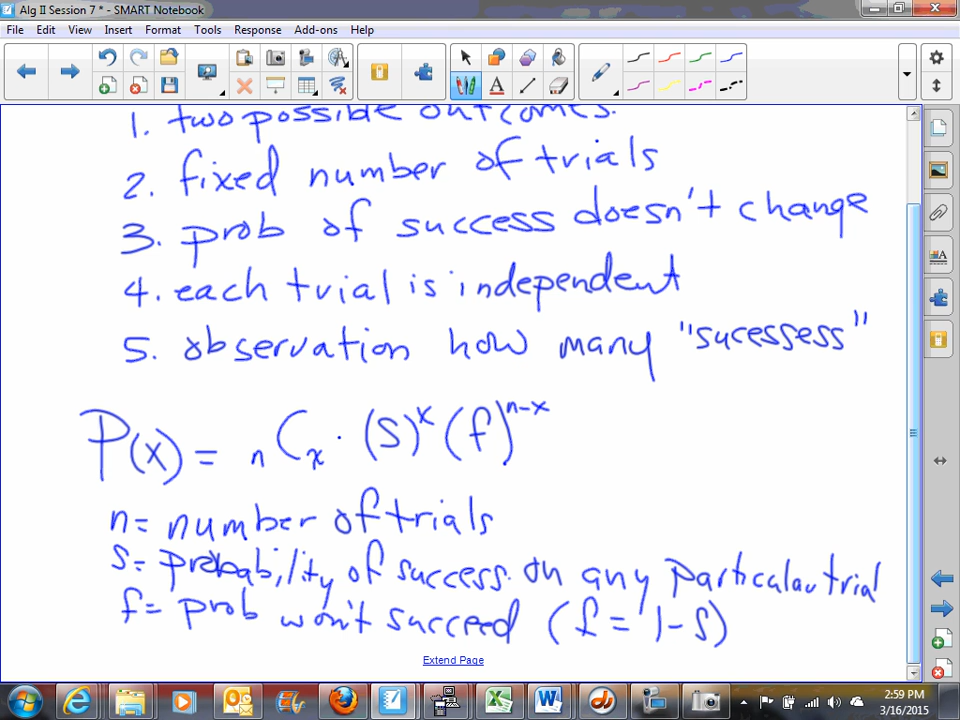 Alg II Session 7 * - SMART Notebook
File Edit View Insert Format Tools Response Add-ons Help
1. two possible outcomes.
2. fixed number of trials
3. prob of success doesn't change
4. each trial is independent
5. observation how many "sucessess"
P(x) = nCx · (s)^x (f)^n-x
n = number of trials
s = probability of success on any particular trial
f = prob won't succeed (f = 1 - s)
Extend Page
2:59 PM
3/16/2015